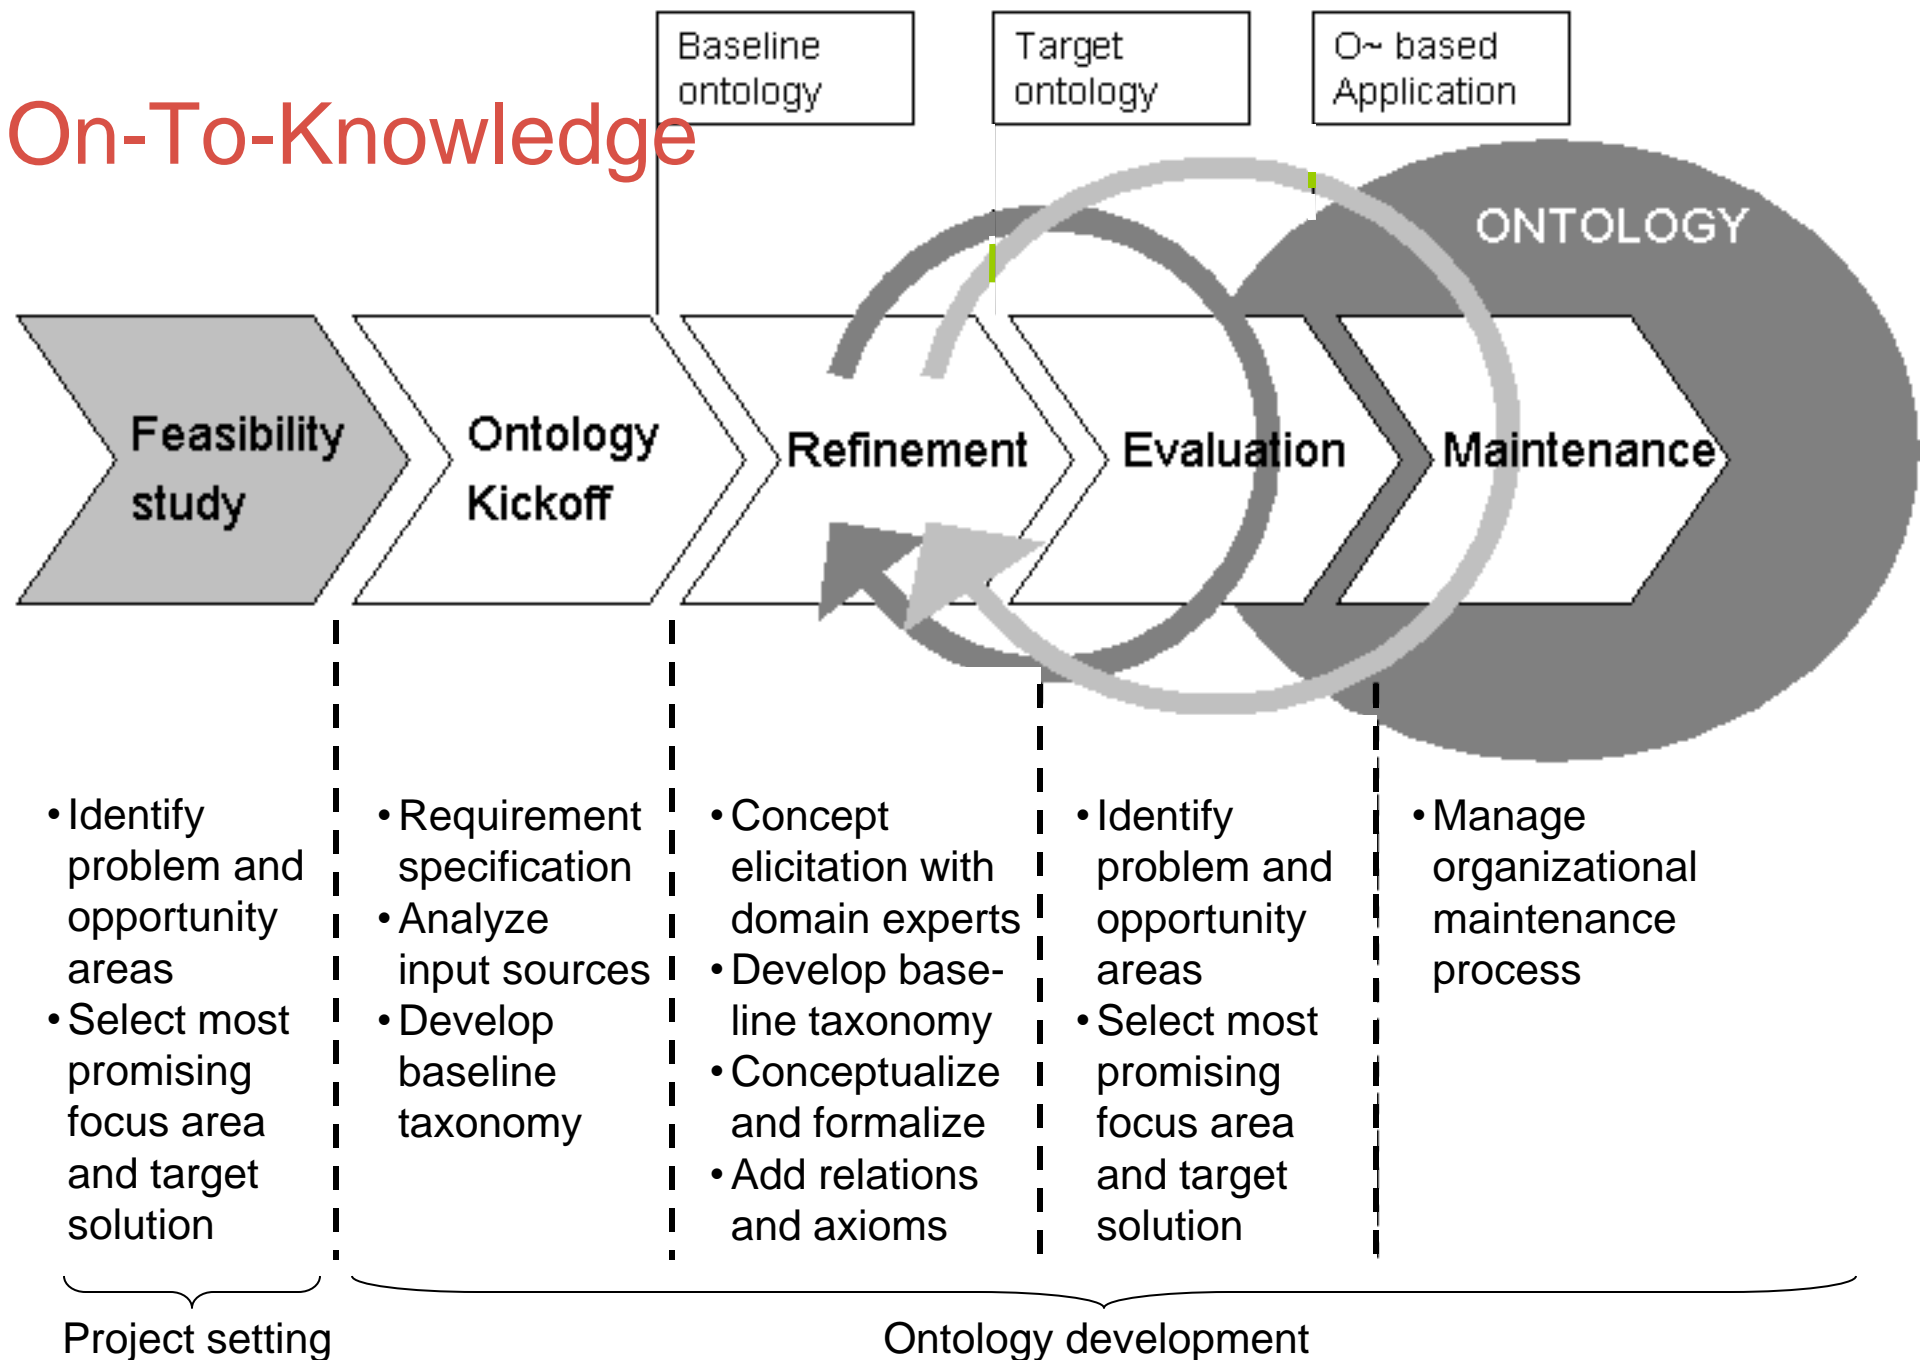 Baseline
ontology
Target
ontology
O~ based
Application
On-To-Knowledge
ONTOLOGY
Feasibility
study
Ontology
Kickoff
Refinement
Evaluation
Maintenance
• Identify
problem and
opportunity
areas
• Select most
promising
focus area
and target
solution
• Requirement
specification
• Analyze
input sources
• Develop
baseline
taxonomy
• Concept
elicitation with
domain experts
• Develop base-
line taxonomy
• Conceptualize
and formalize
• Add relations
and axioms
• Identify
problem and
opportunity
areas
• Select most
promising
focus area
and target
solution
• Manage
organizational
maintenance
process
Project setting
Ontology development